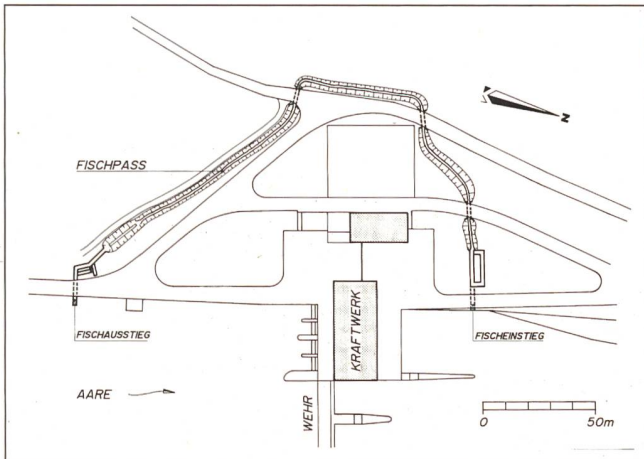 N
FISCHPASS
FISCHAUSSTIEG
KRAFTWERK
FISCHEINSTIEG
AARE
WEHR
0 50m